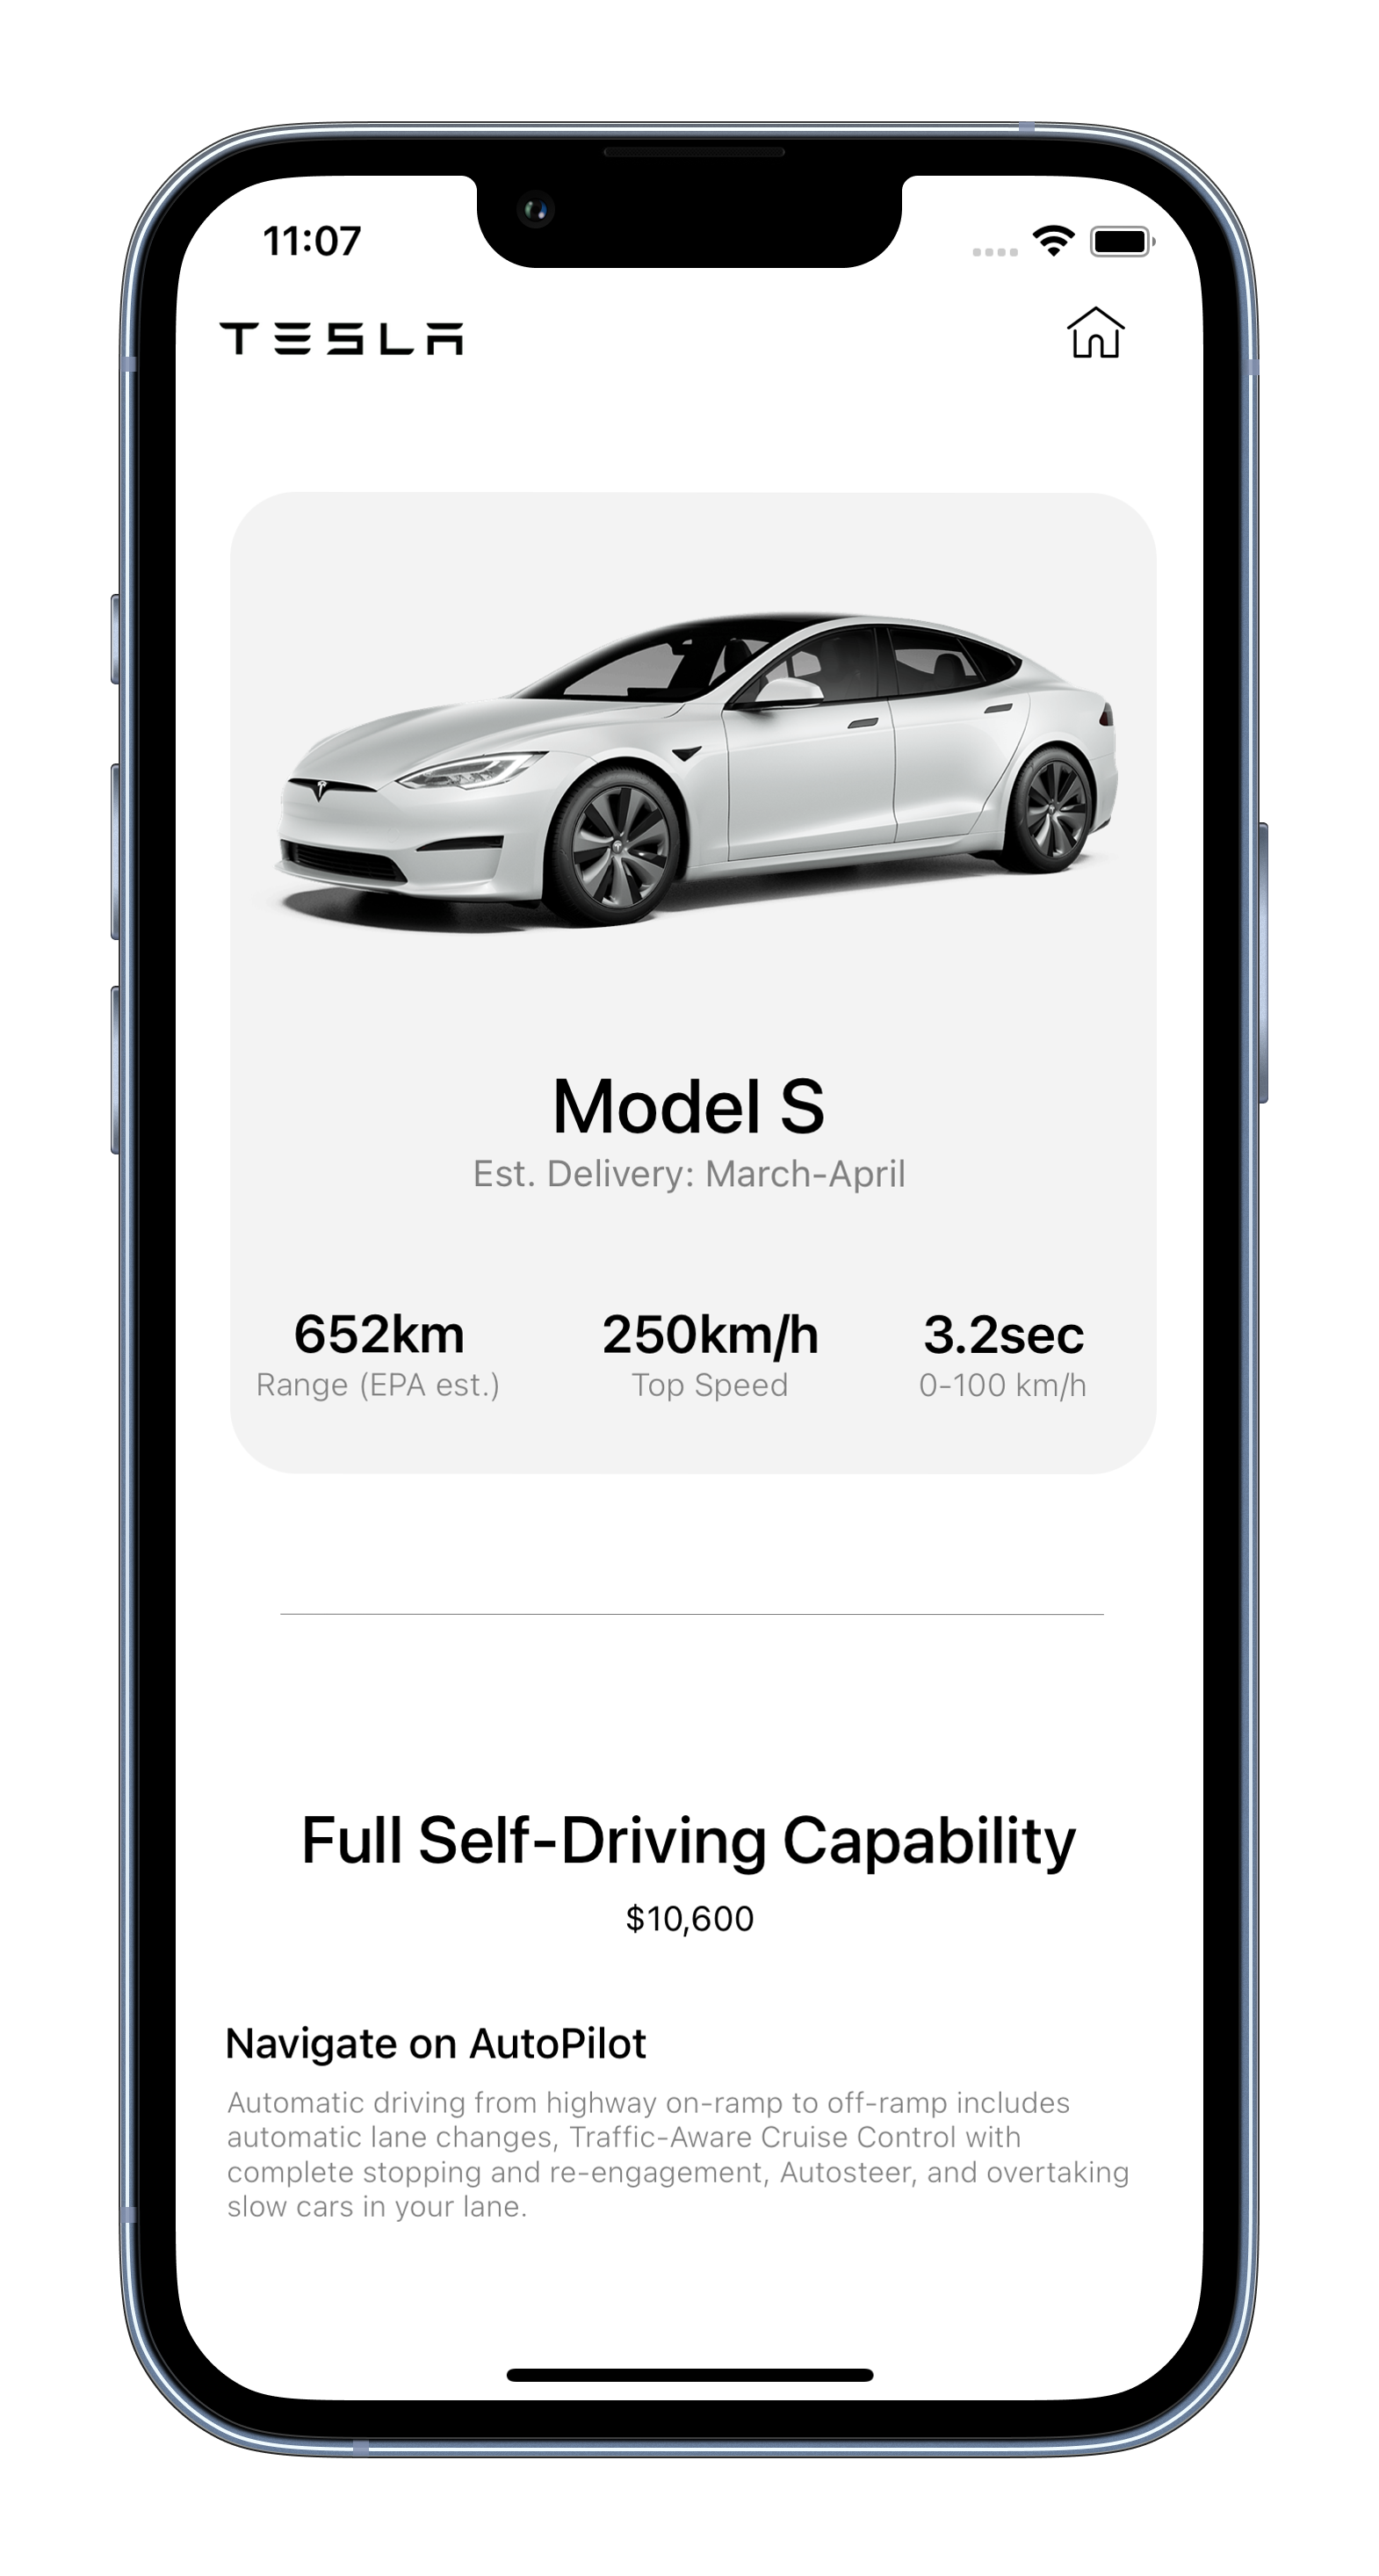 11:07
TESLA
Model S
Est. Delivery: March-April
652km 250km/h 3.2sec
Range (EPA est.) Top Speed 0-100 km/h
Full Self-Driving Capability
$10,600
Navigate on AutoPilot
Automatic driving from highway on-ramp to off-ramp includes
automatic lane changes, Traffic-Aware Cruise Control with
complete stopping and re-engagement, Autosteer, and overtaking
slow cars in your lane.